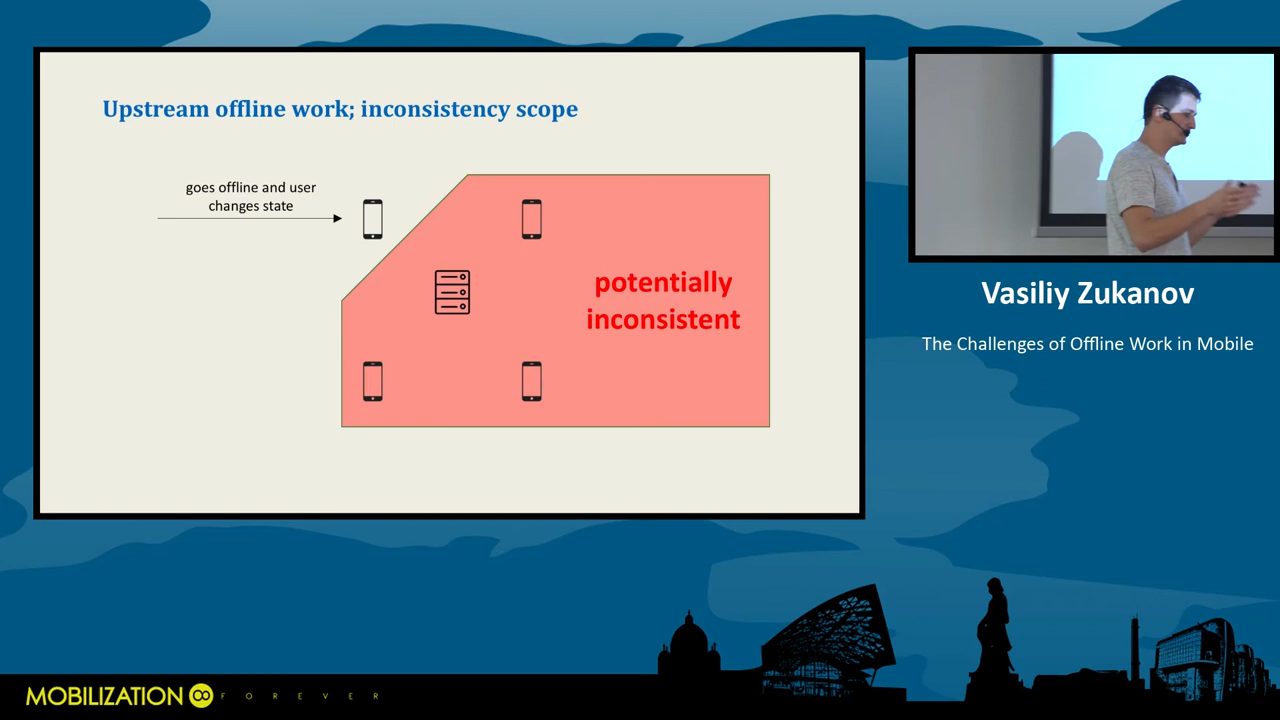 Upstream offline work; inconsistency scope
goes offline and user
changes state
potentially
inconsistent
Vasiliy Zukanov
The Challenges of Offline Work in Mobile
MOBILIZATION
FOREVER